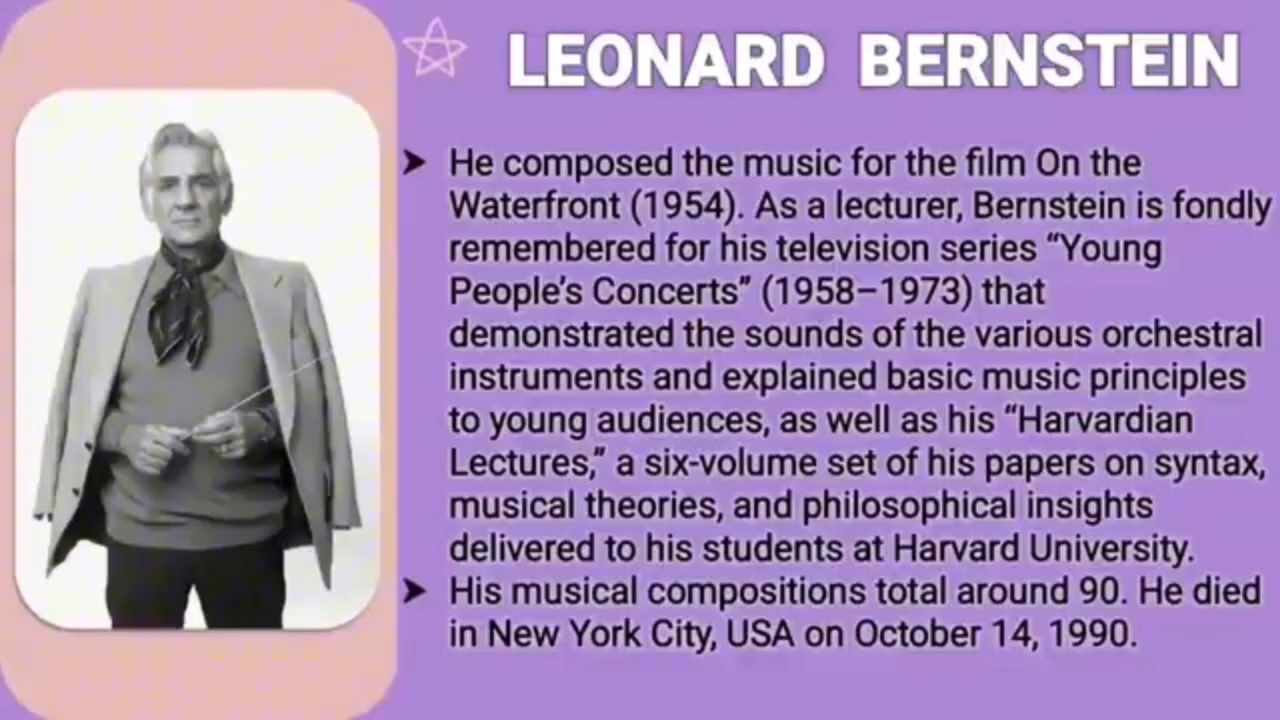 LEONARD BERNSTEIN
He composed the music for the film On the
Waterfront (1954). As a lecturer, Bernstein is fondly
remembered for his television series “Young
People’s Concerts” (1958–1973) that
demonstrated the sounds of the various orchestral
instruments and explained basic music principles
to young audiences, as well as his “Harvardian
Lectures,” a six-volume set of his papers on syntax,
musical theories, and philosophical insights
delivered to his students at Harvard University.
His musical compositions total around 90. He died
in New York City, USA on October 14, 1990.